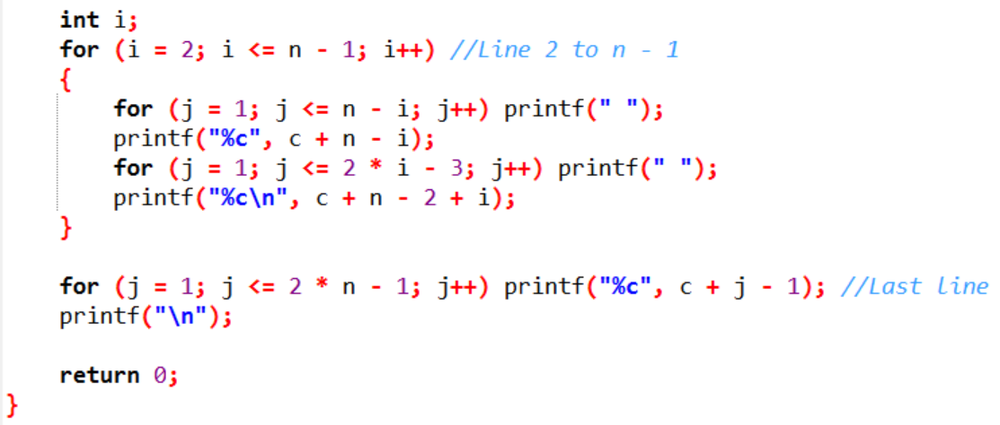 int i;
for (i = 2; i <= n - 1; i++) //Line 2 to n - 1
{
for (j = 1; j <= n - i; j++) printf(" ");
printf("%c", c + n - i);
for (j = 1; j <= 2 * i - 3; j++) printf(" ");
printf("%c\n", c + n - 2 + i);
}
for (j = 1; j <= 2 * n - 1; j++) printf("%c", c + j - 1); //Last line
printf("\n");
return 0;
}